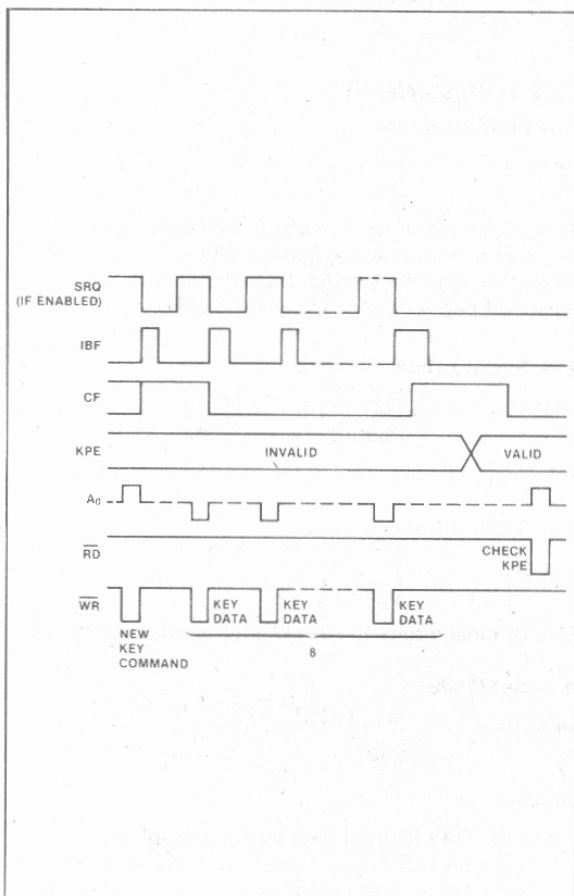 SRQ
(IF ENABLED)
IBF
CF
KPE
INVALID
VALID
A0
RD
CHECK
KPE
WR
KEY
DATA
KEY
DATA
KEY
DATA
NEW
KEY
COMMAND
8